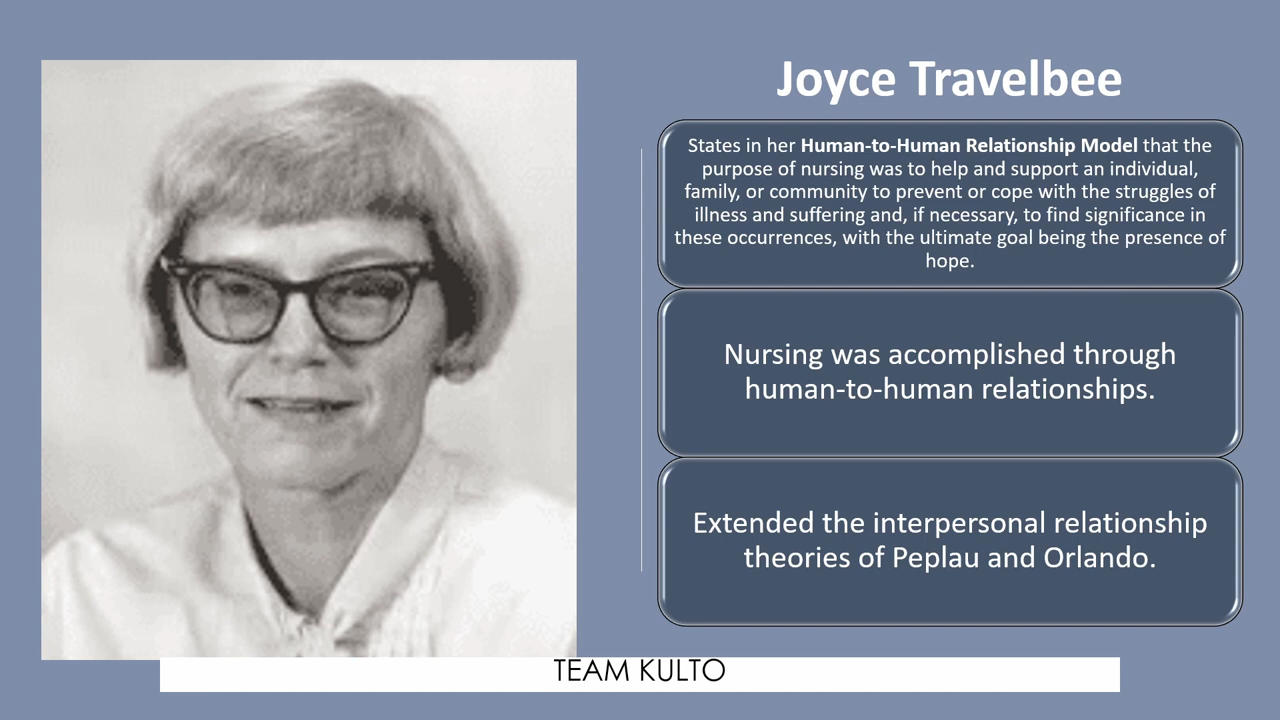 Joyce Travelbee
States in her Human-to-Human Relationship Model that the
purpose of nursing was to help and support an individual,
family, or community to prevent or cope with the struggles of
illness and suffering and, if necessary, to find significance in
these occurrences, with the ultimate goal being the presence of
hope.
Nursing was accomplished through
human-to-human relationships.
Extended the interpersonal relationship
theories of Peplau and Orlando.
TEAM KULTO